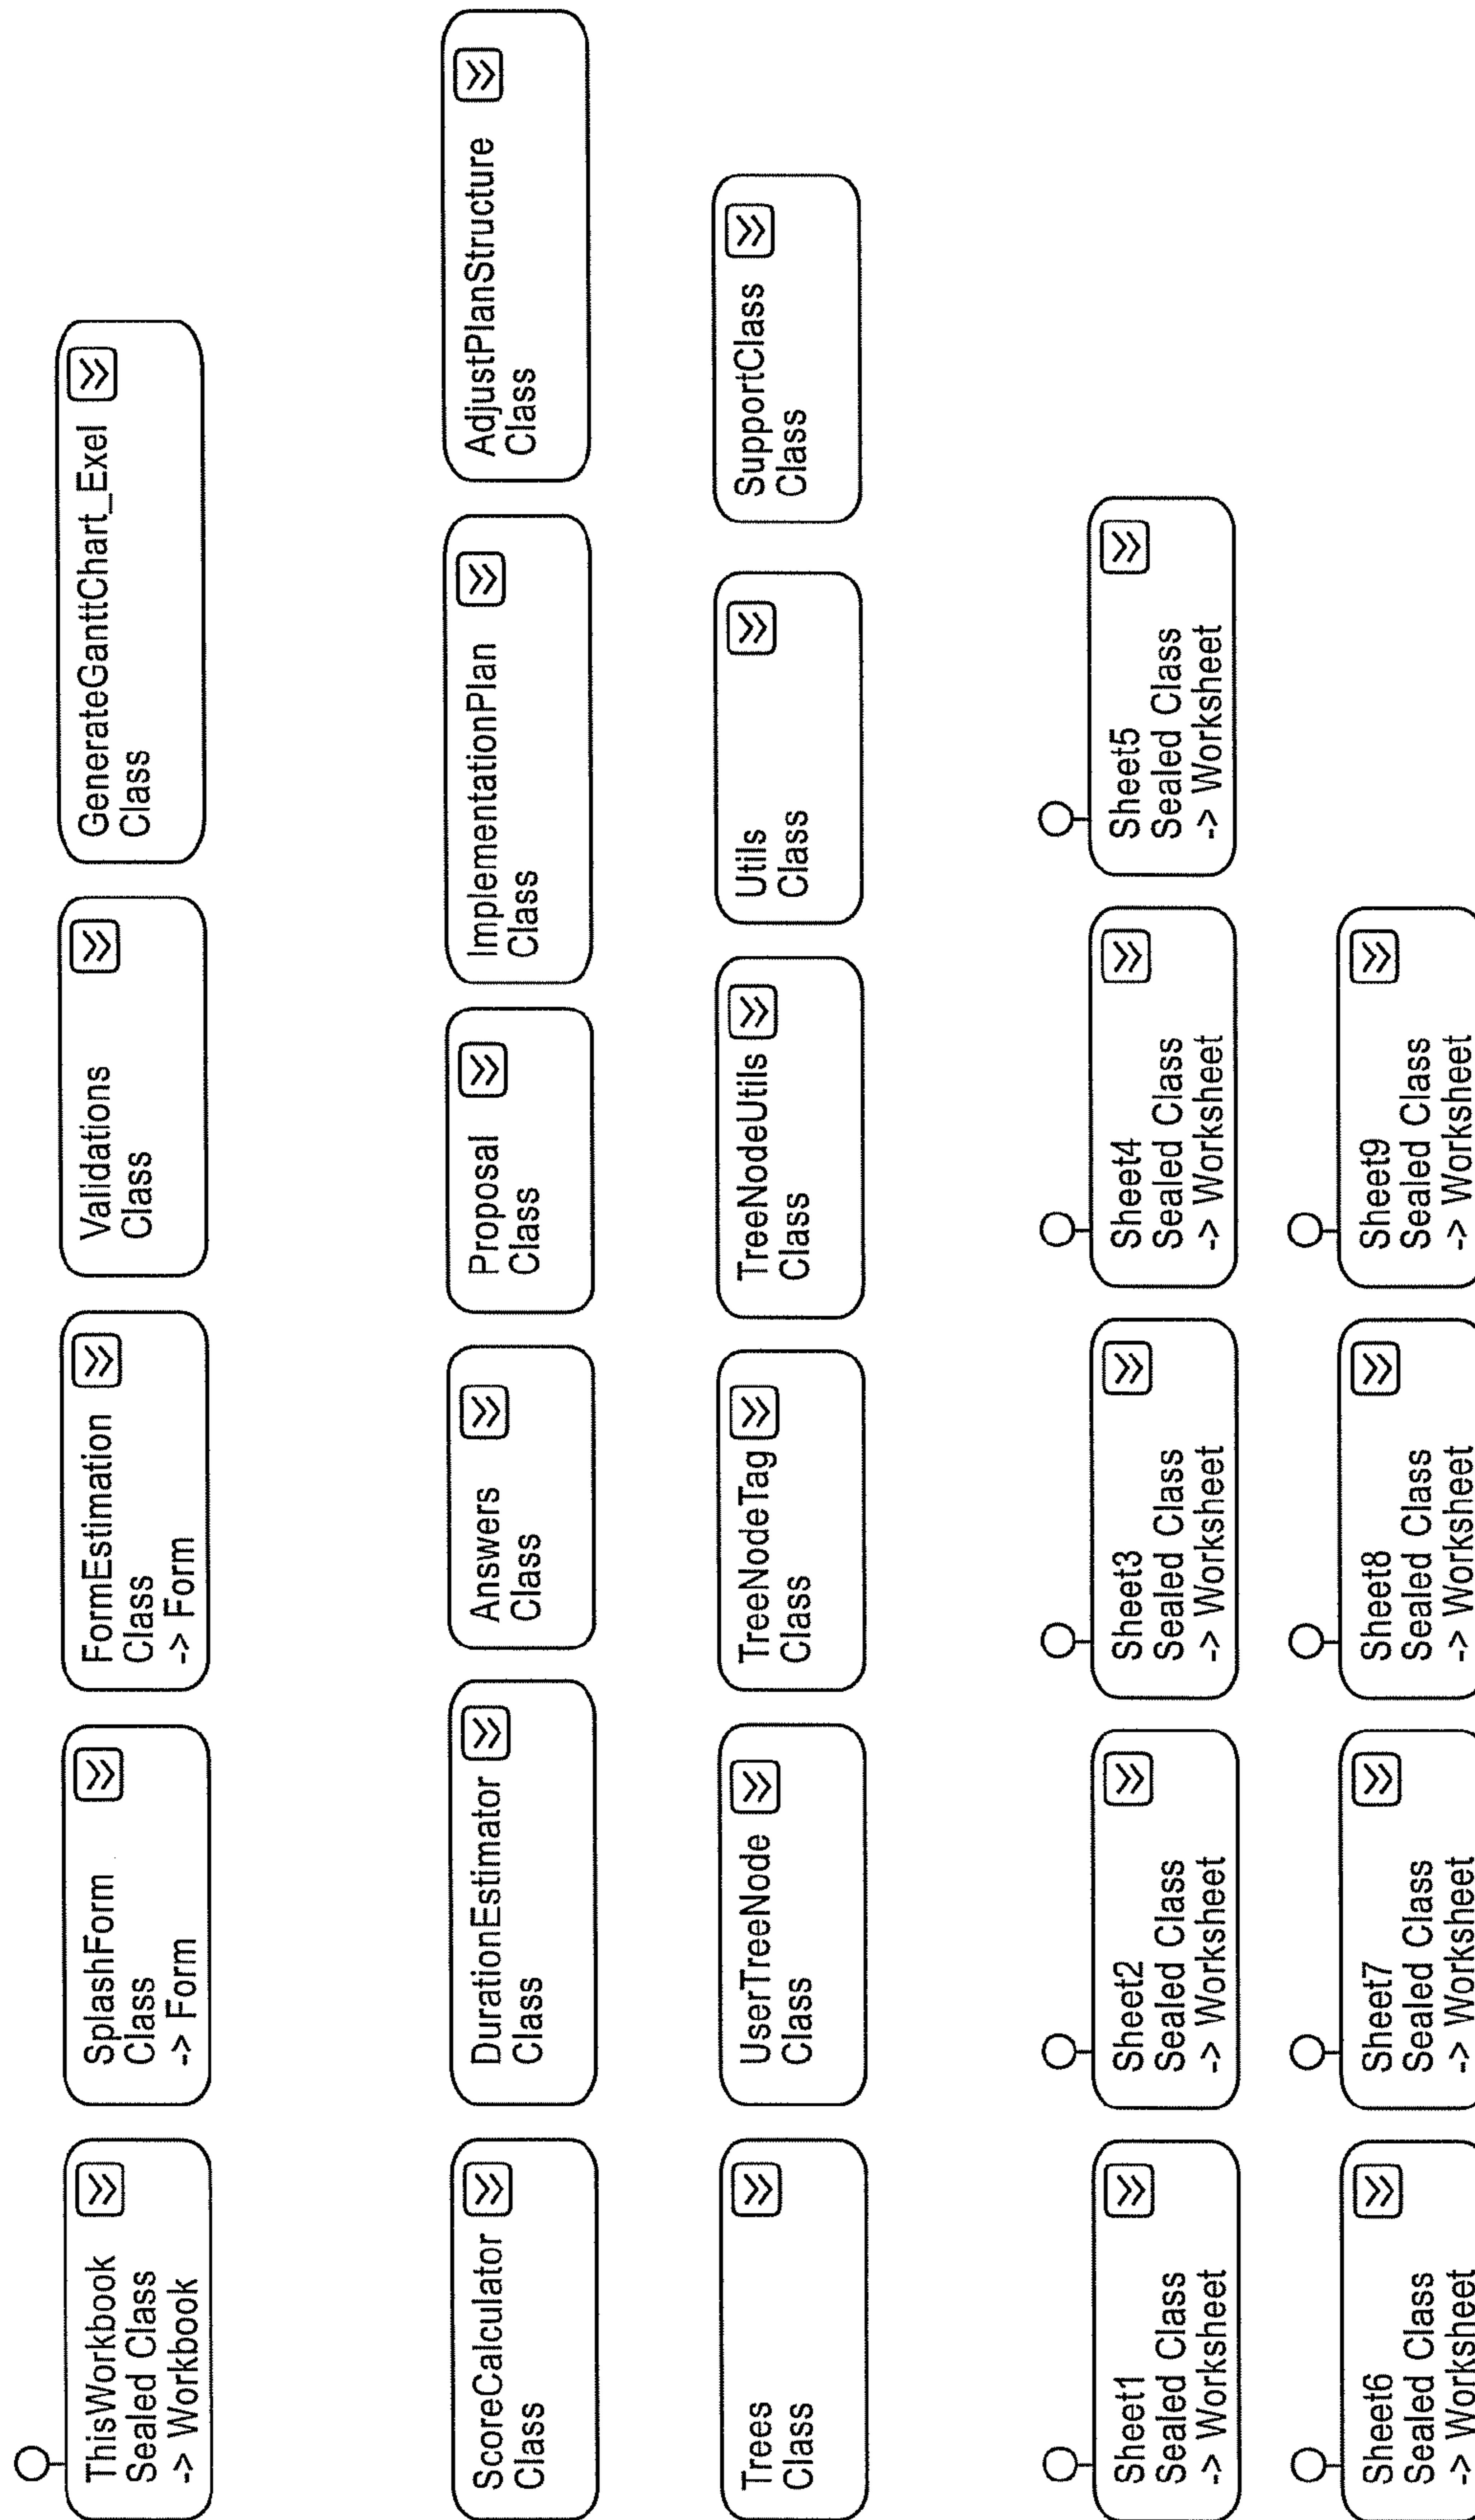 ThisWorkbook
Sealed Class
-> Workbook
SplashForm
Class
-> Form
FormEstimation
Class
-> Form
Validations
Class
GenerateGanttChart_Exel
Class
ScoreCalculator
Class
DurationEstimator
Class
Answers
Class
Proposal
Class
ImplementationPlan
Class
AdjustPlanStructure
Class
Trees
Class
UserTreeNode
Class
TreeNodeTag
Class
TreeNodeUtils
Class
Utils
Class
SupportClass
Class
Sheet1
Sealed Class
-> Worksheet
Sheet2
Sealed Class
-> Worksheet
Sheet3
Sealed Class
-> Worksheet
Sheet4
Sealed Class
-> Worksheet
Sheet5
Sealed Class
-> Worksheet
Sheet6
Sealed Class
-> Worksheet
Sheet7
Sealed Class
-> Worksheet
Sheet8
Sealed Class
-> Worksheet
Sheet9
Sealed Class
-> Worksheet